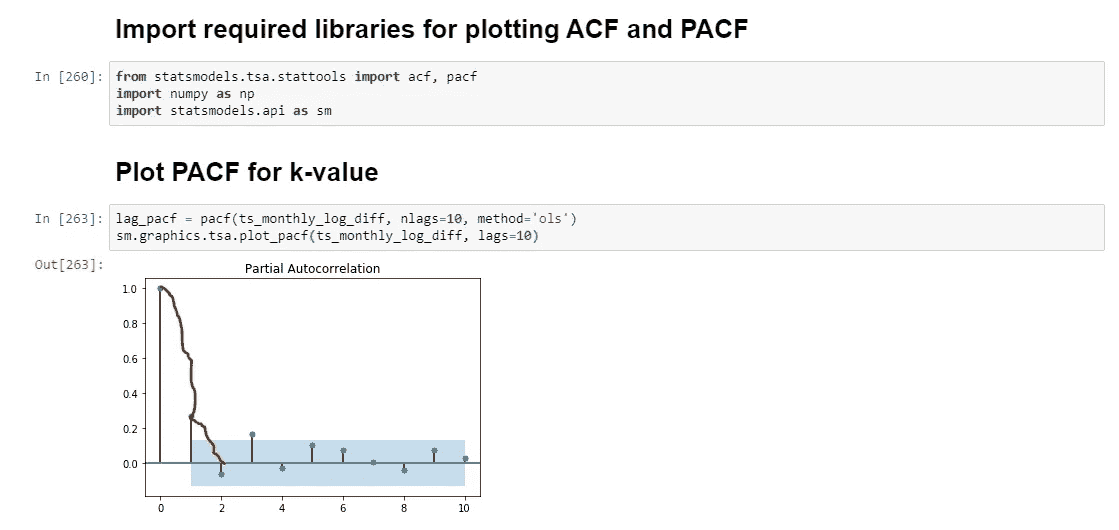 Import required libraries for plotting ACF and PACF
In [260]: from statsmodels.tsa.stattools import acf, pacf
import numpy as np
import statsmodels.api as sm
Plot PACF for k-value
In [263]: lag_pacf = pacf(ts_monthly_log_diff, nlags=10, method='ols')
sm.graphics.tsa.plot_pacf(ts_monthly_log_diff, lags=10)
Out[263]:
Partial Autocorrelation
1.0
0.8
0.6
0.4
0.2
0.0
0 2 4 6 8 10